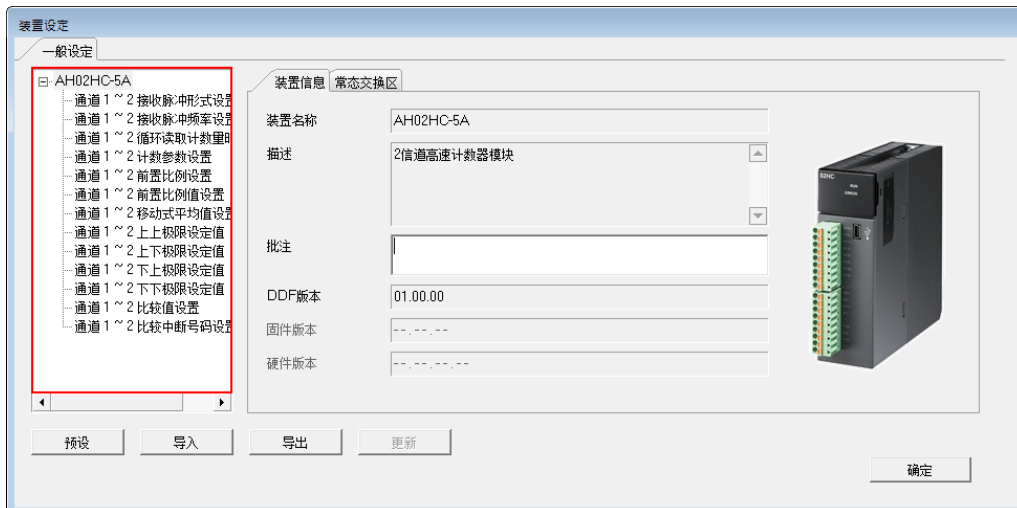 装置设定
一般设定
AH02HC-5A
通道 1 ~ 2 接收脉冲形式设置
通道 1 ~ 2 接收脉冲频率设置
通道 1 ~ 2 循环读取计数量
通道 1 ~ 2 计数参数设置
通道 1 ~ 2 前置比例设置
通道 1 ~ 2 前置比例值设置
通道 1 ~ 2 移动式平均值设置
通道 1 ~ 2 上上极限设定值
通道 1 ~ 2 上下极限设定值
通道 1 ~ 2 下上极限设定值
通道 1 ~ 2 下下极限设定值
通道 1 ~ 2 比较值设置
通道 1 ~ 2 比较中断号码设置
装置信息 常态交换区
装置名称 AH02HC-5A
描述 2信道高速计数器模块
批注
DDF版本 01.00.00
固件版本 --.--.--
硬件版本 --.--.--.--
02HC
RUN
ERROR
预设 导入 导出 更新
确定